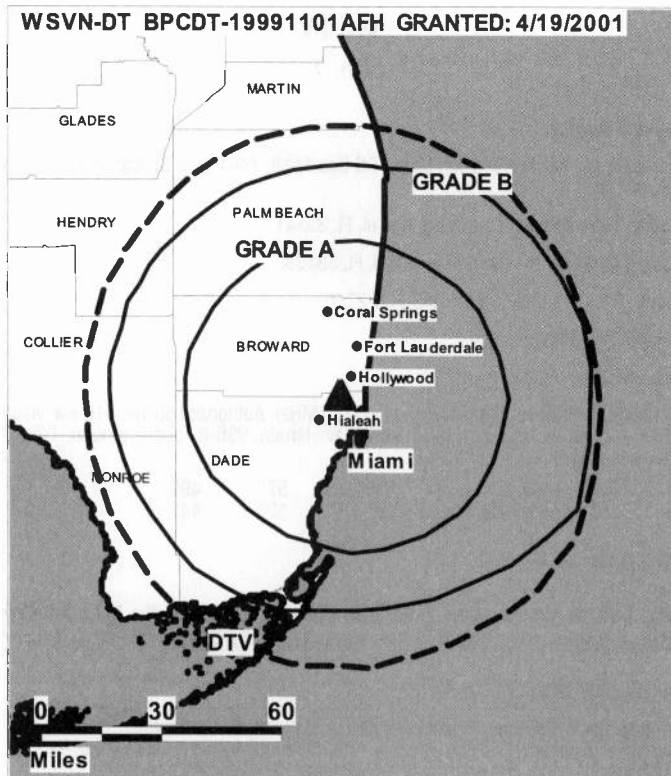 WSVN-DT BPCDT-19991101AFH GRANTED: 4/19/2001
MARTIN
GLADES
GRADE B
PALM BEACH
HENDRY
GRADE A
Coral Springs
COLLIER
BROWARD
Fort Lauderdale
Hollywood
Hialeah
Miami
DADE
MONROE
DTV
0 30 60
Miles